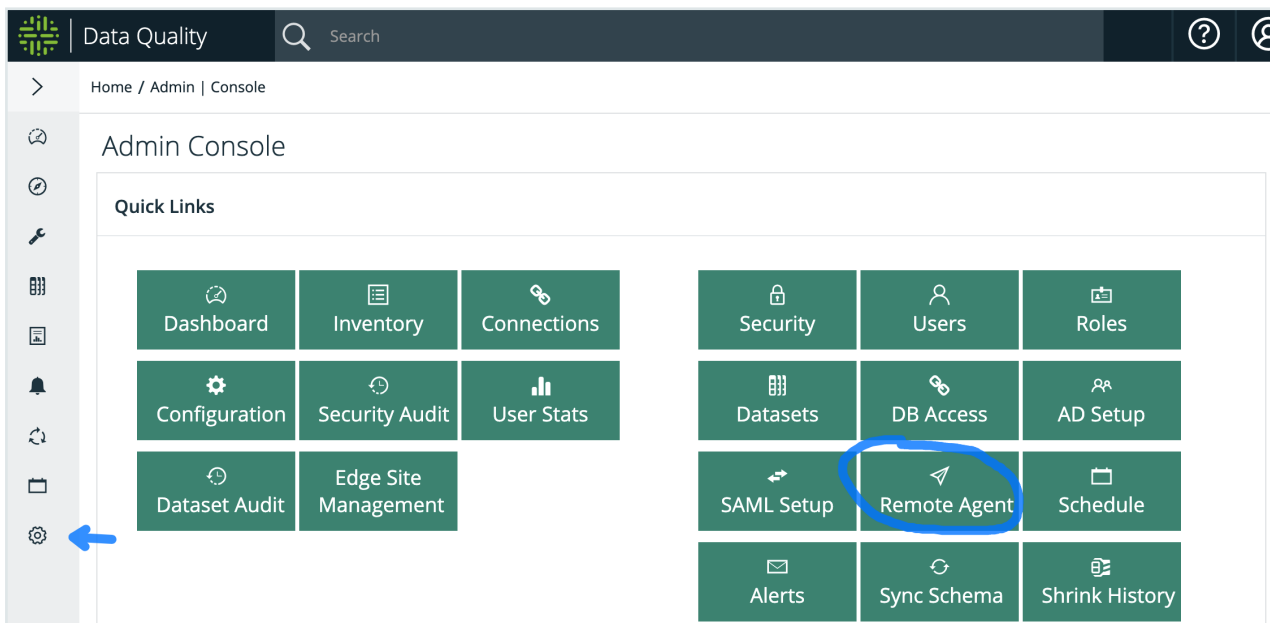 Data Quality
Search
Home / Admin | Console
Admin Console
Quick Links
Dashboard
Inventory
Connections
Security
Users
Roles
Configuration
Security Audit
User Stats
Datasets
DB Access
AD Setup
Dataset Audit
Edge Site
Management
SAML Setup
Remote Agent
Schedule
Alerts
Sync Schema
Shrink History